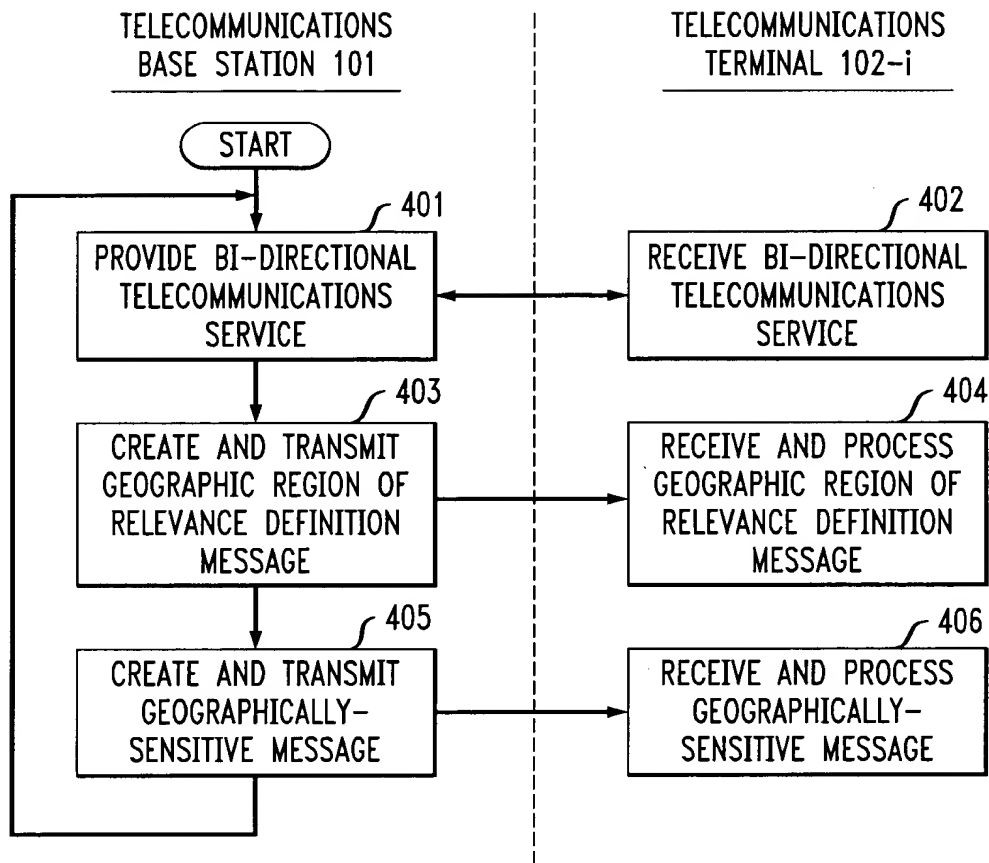 TELECOMMUNICATIONS
BASE STATION 101
TELECOMMUNICATIONS
TERMINAL 102-i
START
401
PROVIDE BI-DIRECTIONAL
TELECOMMUNICATIONS
SERVICE
402
RECEIVE BI-DIRECTIONAL
TELECOMMUNICATIONS
SERVICE
403
CREATE AND TRANSMIT
GEOGRAPHIC REGION OF
RELEVANCE DEFINITION
MESSAGE
404
RECEIVE AND PROCESS
GEOGRAPHIC REGION OF
RELEVANCE DEFINITION
MESSAGE
405
CREATE AND TRANSMIT
GEOGRAPHICALLY-
SENSITIVE MESSAGE
406
RECEIVE AND PROCESS
GEOGRAPHICALLY-
SENSITIVE MESSAGE